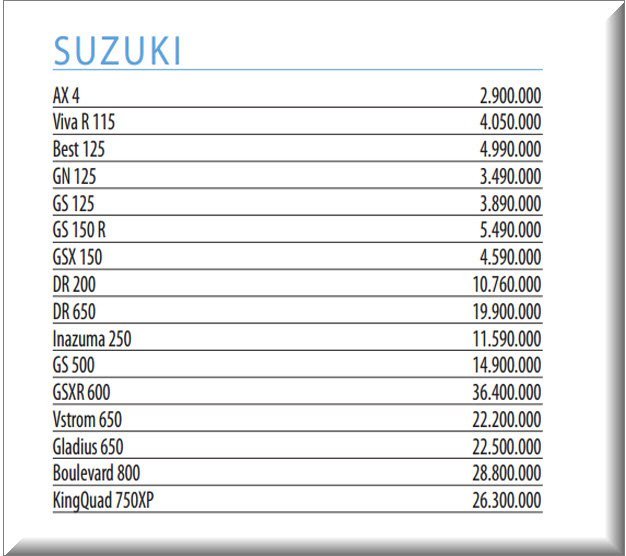 SUZUKI
AX 4 2.900.000
Viva R 115 4.050.000
Best 125 4.990.000
GN 125 3.490.000
GS 125 3.890.000
GS 150 R 5.490.000
GSX 150 4.590.000
DR 200 10.760.000
DR 650 19.900.000
Inazuma 250 11.590.000
GS 500 14.900.000
GSXR 600 36.400.000
Vstrom 650 22.200.000
Gladius 650 22.500.000
Boulevard 800 28.800.000
KingQuad 750XP 26.300.000